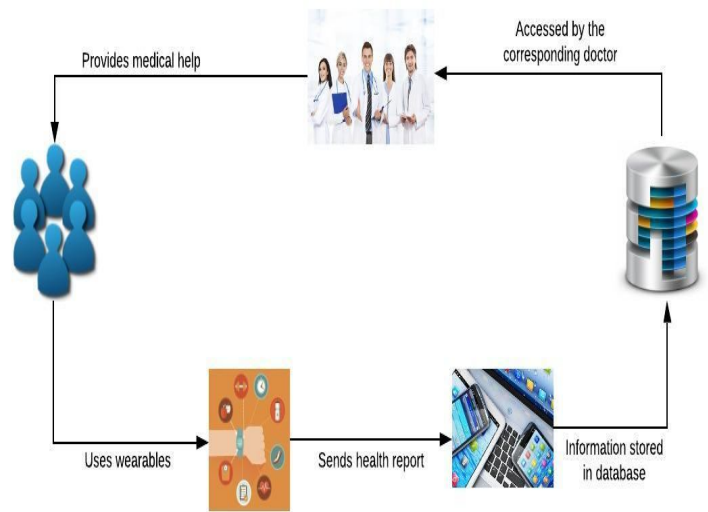 Provides medical help
Accessed by the
corresponding doctor
Uses wearables
Sends health report
Information stored
in database